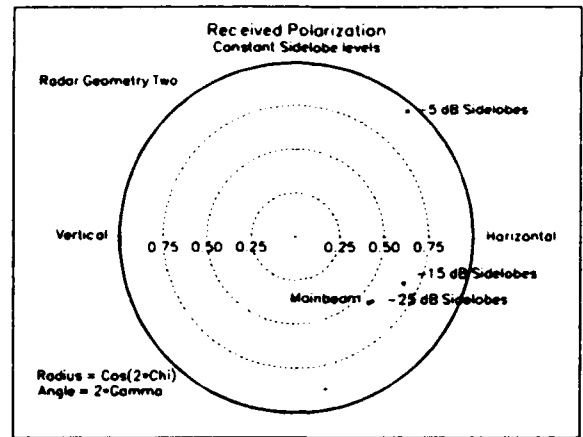 Received Polarization
Constant Sidelobe levels
Radar Geometry Two
-5 dB Sidelobes
Vertical
0.75 0.50 0.25 0.25 0.50 0.75
Horizontal
-15 dB Sidelobes
Mainbeam
-25 dB Sidelobes
Radius = Cos(2*Chi)
Angle = 2*Gamma